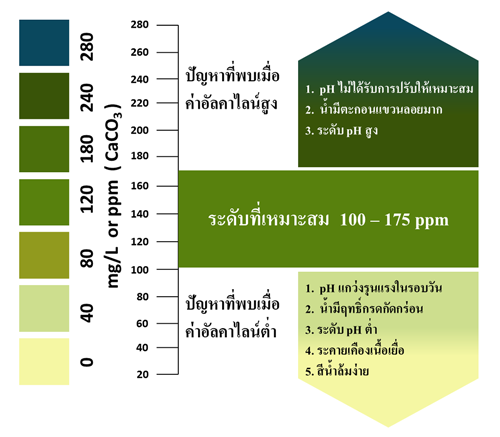 280
240
180
120
80
40
0
mg/L or ppm ( CaCO3 )
280
260
240
220
200
180
160
160
140
120
100
80
60
40
20
ปัญหาที่พบเมื่อ
ค่าอัลคาไลน์สูง
1. pH ไม่ได้รับการปรับให้เหมาะสม
2. น้ำมีตะกอนแขวนลอยมาก
3. ระดับ pH สูง
ระดับที่เหมาะสม 100 – 175 ppm
ปัญหาที่พบเมื่อ
ค่าอัลคาไลน์ต่ำ
1. pH แกว่งรุนแรงในรอบวัน
2. น้ำมีฤทธิ์กรดกัดกร่อน
3. ระดับ pH ต่ำ
4. ระคายเคืองเนื้อเยื่อ
5. สีน้ำล้มง่าย